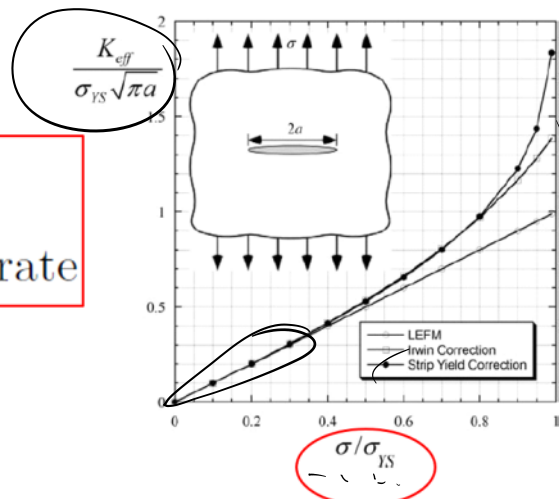 K_eff
σ_YS √πa
rate
2
1.5
1
0.5
0
σ
2a
LEFM
Irwin Correction
Strip Yield Correction
0 0.2 0.4 0.6 0.8 1
σ/σ_YS